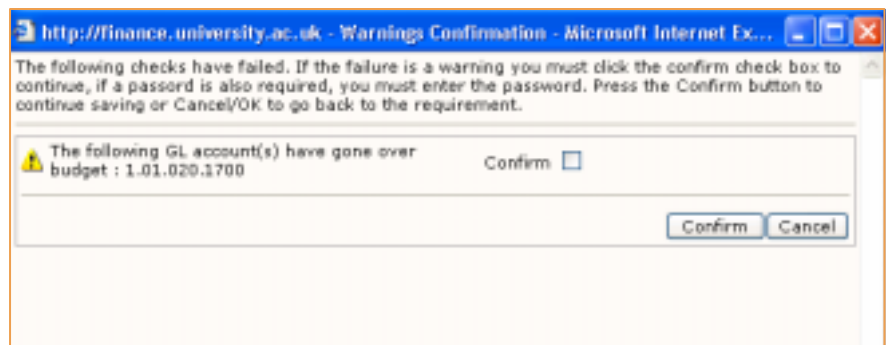 http://finance.university.ac.uk - Warnings Confirmation - Microsoft Internet Ex...
The following checks have failed. If the failure is a warning you must click the confirm check box to
continue, if a passord is also required, you must enter the password. Press the Confirm button to
continue saving or Cancel/OK to go back to the requirement.
The following GL account(s) have gone over
budget : 1.01.020.1700
Confirm
Confirm Cancel